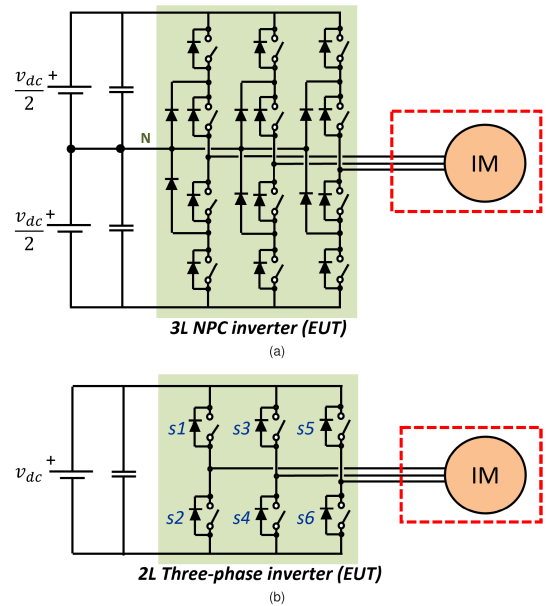 v_dc/2 +
N
IM
v_dc/2 +
3L NPC inverter (EUT)
(a)
s1 s3 s5
v_dc +
IM
s2 s4 s6
2L Three-phase inverter (EUT)
(b)